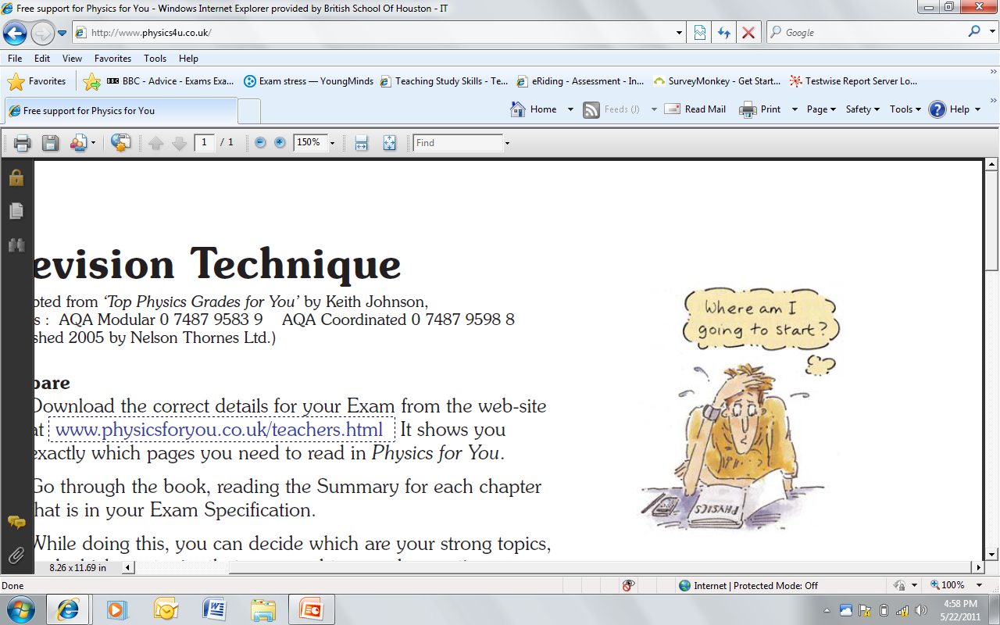 Free support for Physics for You - Windows Internet Explorer provided by British School Of Houston - IT
http://www.physics4u.co.uk/
Google
File Edit View Favorites Tools Help
Favorites BBC - Advice - Exams Exa... Exam stress — YoungMinds Teaching Study Skills - Te... eRiding - Assessment - In... SurveyMonkey - Get Start... Testwise Report Server Lo...
Free support for Physics for You Home Feeds (J) Read Mail Print Page Safety Tools Help
1 / 1 150% Find
evision Technique
oted from ‘Top Physics Grades for You’ by Keith Johnson,
s : AQA Modular 0 7487 9583 9 AQA Coordinated 0 7487 9598 8
shed 2005 by Nelson Thornes Ltd.)
Where am I
going to start?
pare
Download the correct details for your Exam from the web-site
at www.physicsforyou.co.uk/teachers.html It shows you
exactly which pages you need to read in Physics for You.
Go through the book, reading the Summary for each chapter
hat is in your Exam Specification.
PHYSICS
While doing this, you can decide which are your strong topics,
8.26 x 11.69 in
Done Internet | Protected Mode: Off 100%
4:58 PM
5/22/2011